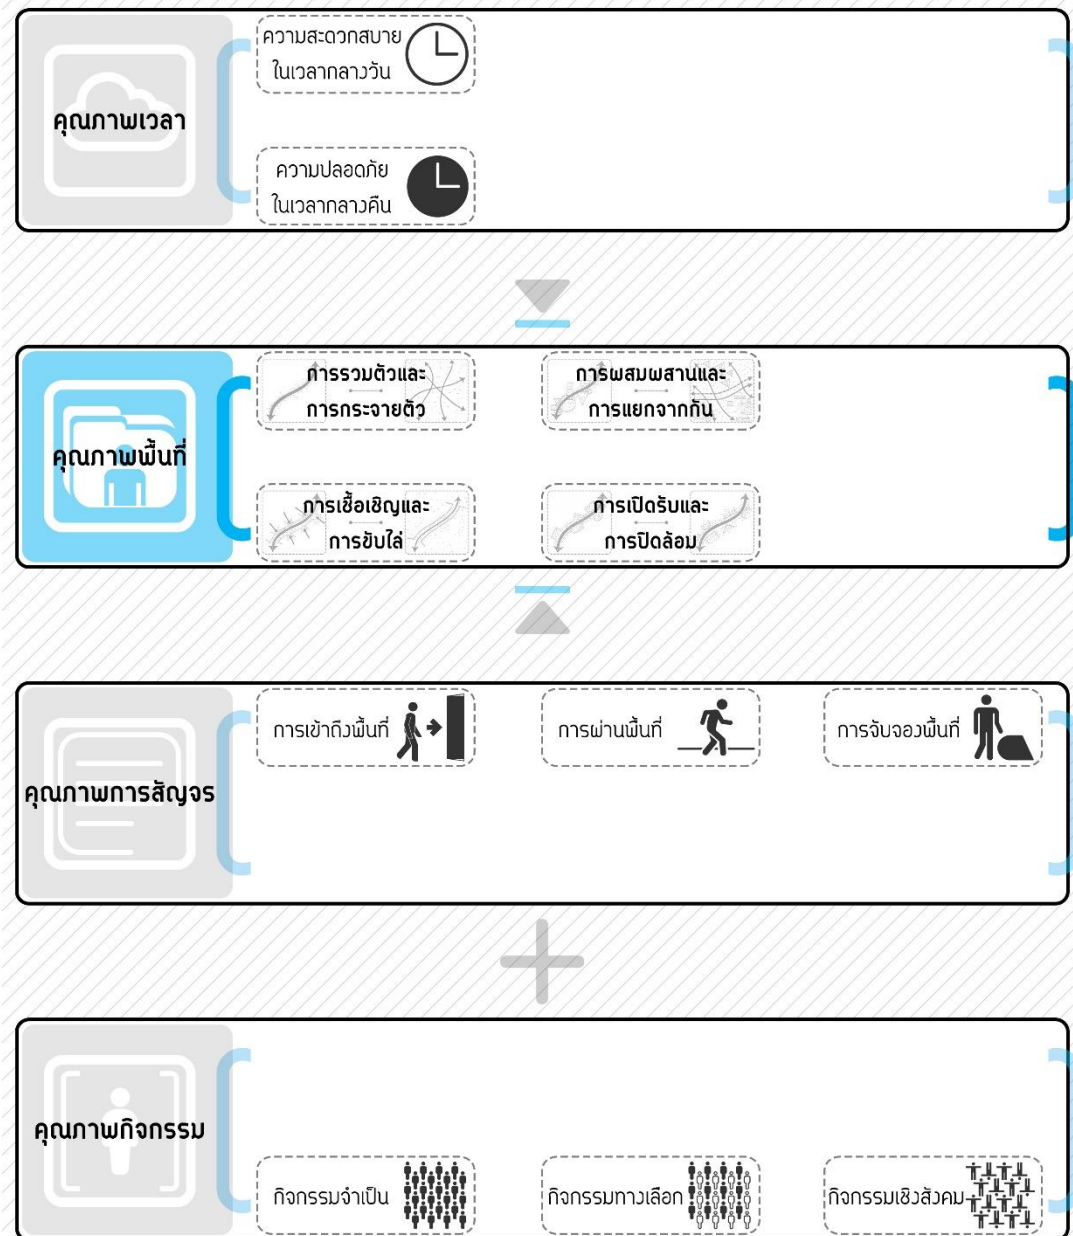 คุณภาพเวลา
ความสะดวกสบาย
ในเวลากลางวัน
ความปลอดภัย
ในเวลากลางคืน
คุณภาพพื้นที่
การรวมตัวและ
การกระจายตัว
การผสมผสานและ
การแยกจากกัน
การเชื้อเชิญและ
การขับไล่
การเปิดรับและ
การปิดล้อม
คุณภาพการสัญจร
การเข้าถึงพื้นที่
การผ่านพื้นที่
การจับจองพื้นที่
คุณภาพกิจกรรม
กิจกรรมจำเป็น
กิจกรรมทางเลือก
กิจกรรมเชิงสังคม